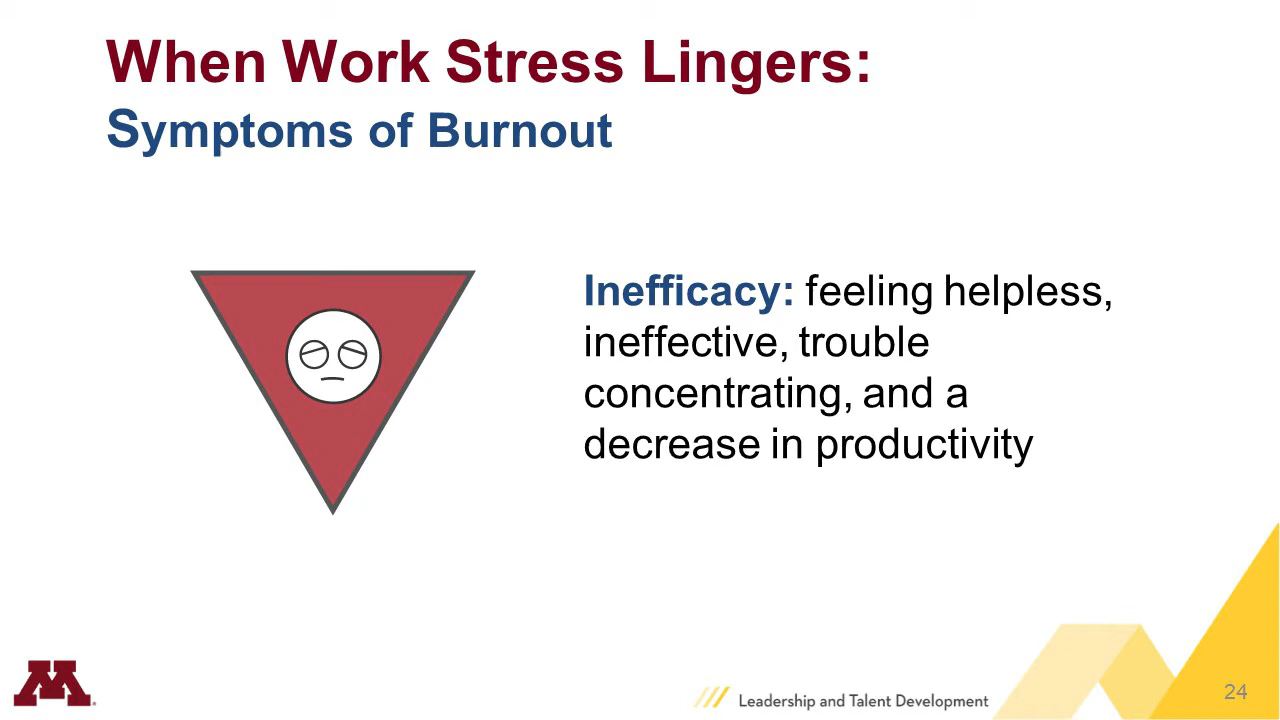 When Work Stress Lingers:
Symptoms of Burnout
Inefficacy: feeling helpless,
ineffective, trouble
concentrating, and a
decrease in productivity
M
Leadership and Talent Development
24